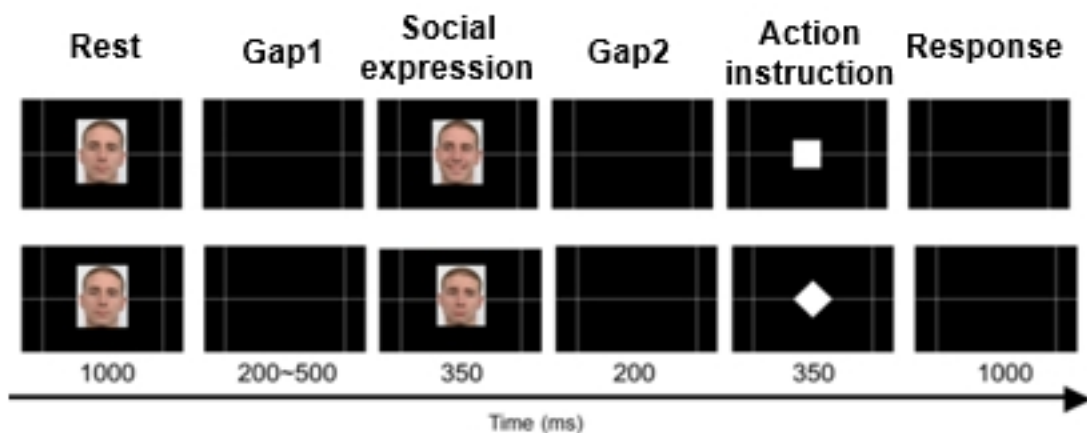 Rest
Gap1
Social
expression
Gap2
Action
instruction
Response
1000
200~500
350
200
350
1000
Time (ms)